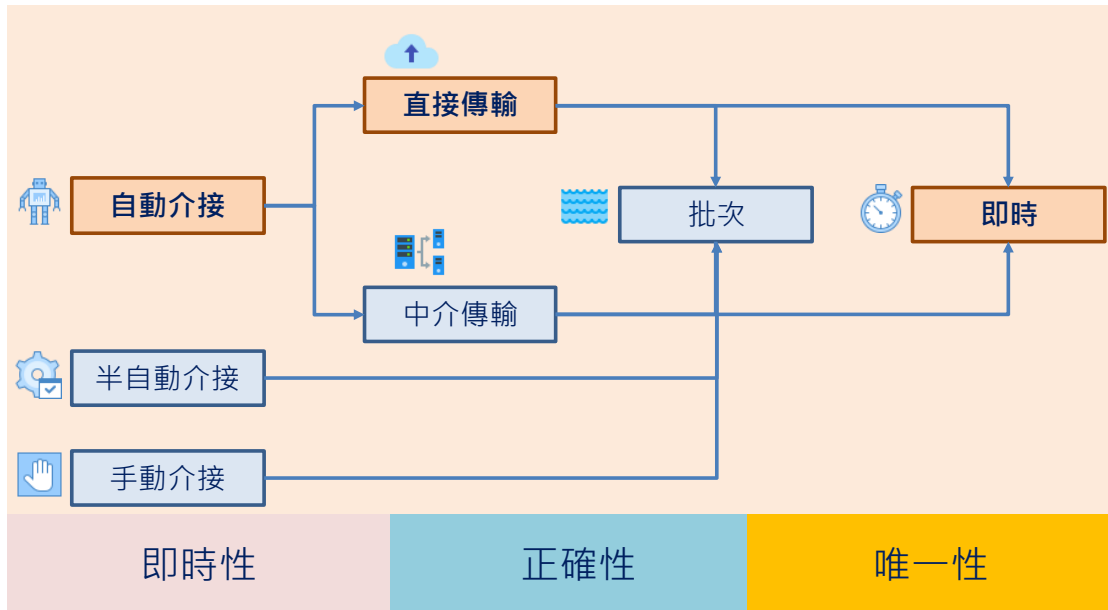 直接傳輸
自動介接
批次
即時
中介傳輸
半自動介接
手動介接
即時性
正確性
唯一性